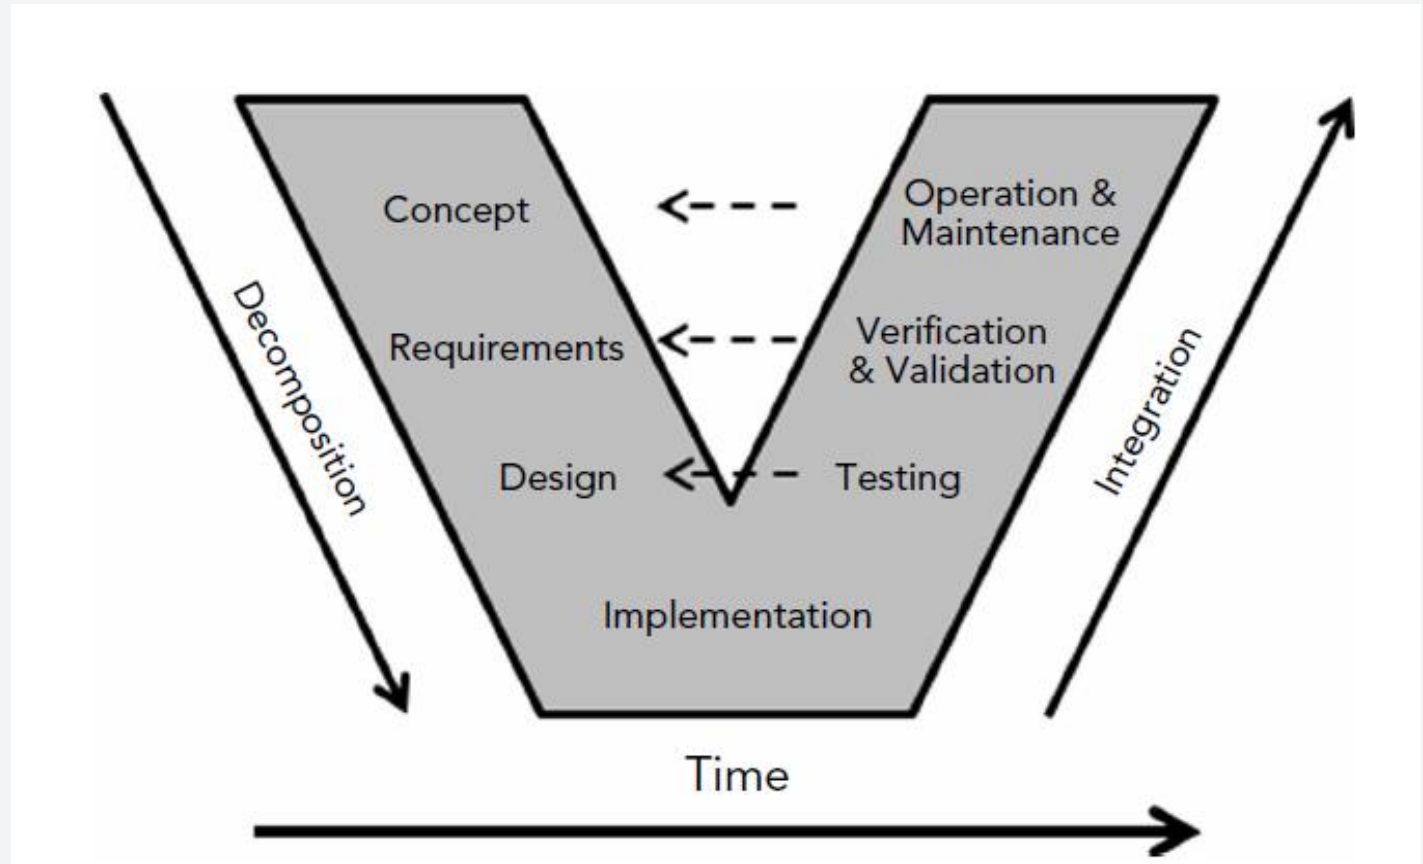 Concept
Operation &
Maintenance
Decomposition
Requirements
Verification
& Validation
Integration
Design
Testing
Implementation
Time